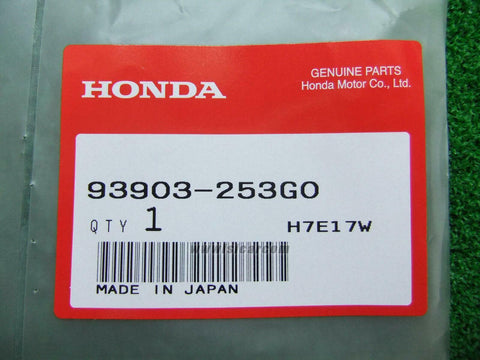 HONDA
GENUINE PARTS
Honda Motor Co., Ltd.
93903-253G0
QTY 1
H7E17W
MADE IN JAPAN